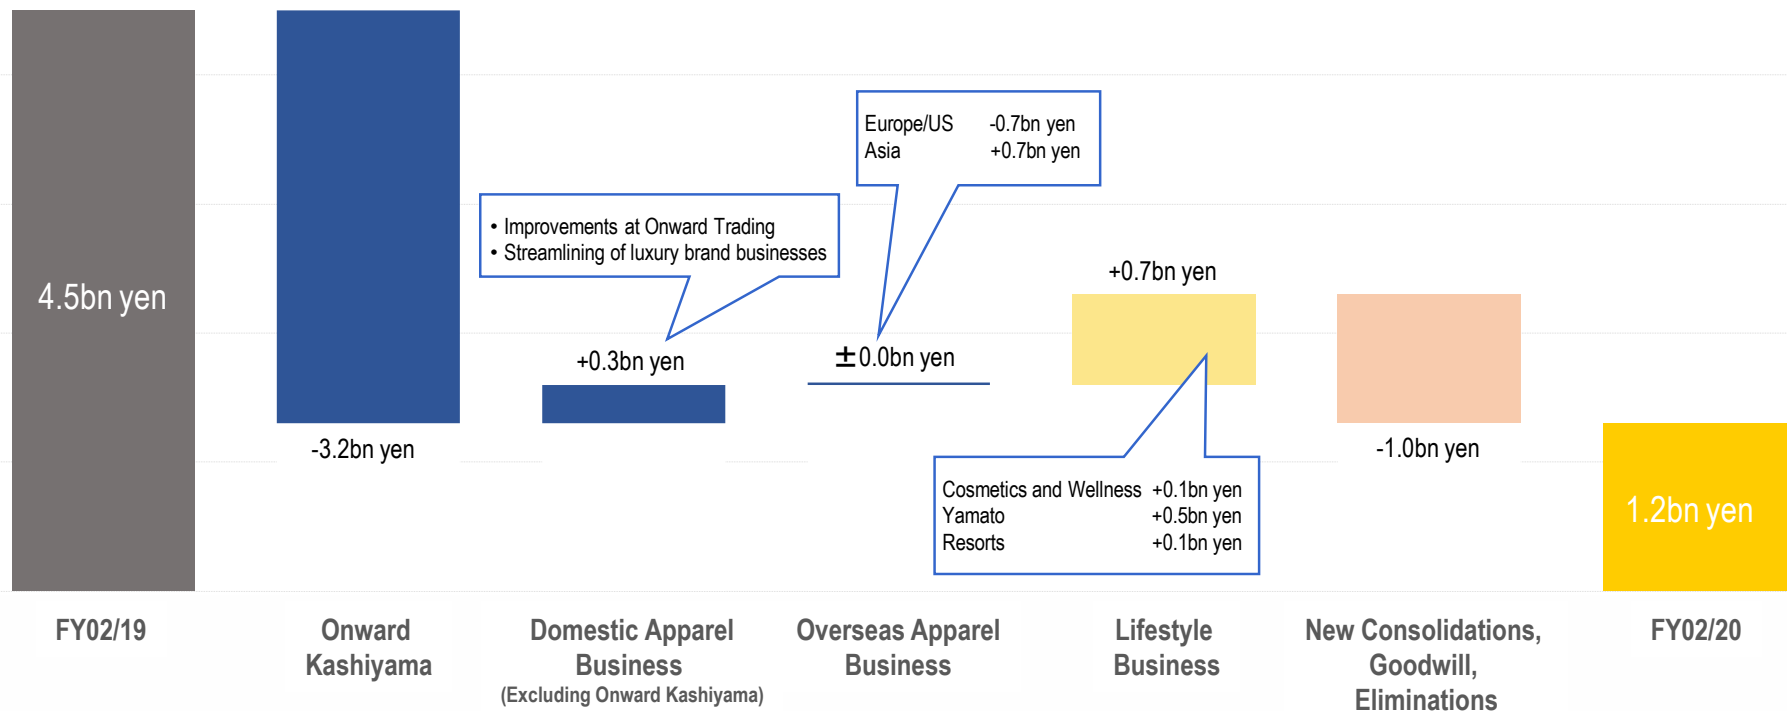 Europe/US -0.7bn yen
Asia +0.7bn yen
• Improvements at Onward Trading
• Streamlining of luxury brand businesses
4.5bn yen
-3.2bn yen
+0.3bn yen
±0.0bn yen
+0.7bn yen
-1.0bn yen
Cosmetics and Wellness +0.1bn yen
Yamato +0.5bn yen
Resorts +0.1bn yen
1.2bn yen
FY02/19
Onward
Kashiyama
Domestic Apparel
Business
(Excluding Onward Kashiyama)
Overseas Apparel
Business
Lifestyle
Business
New Consolidations,
Goodwill,
Eliminations
FY02/20